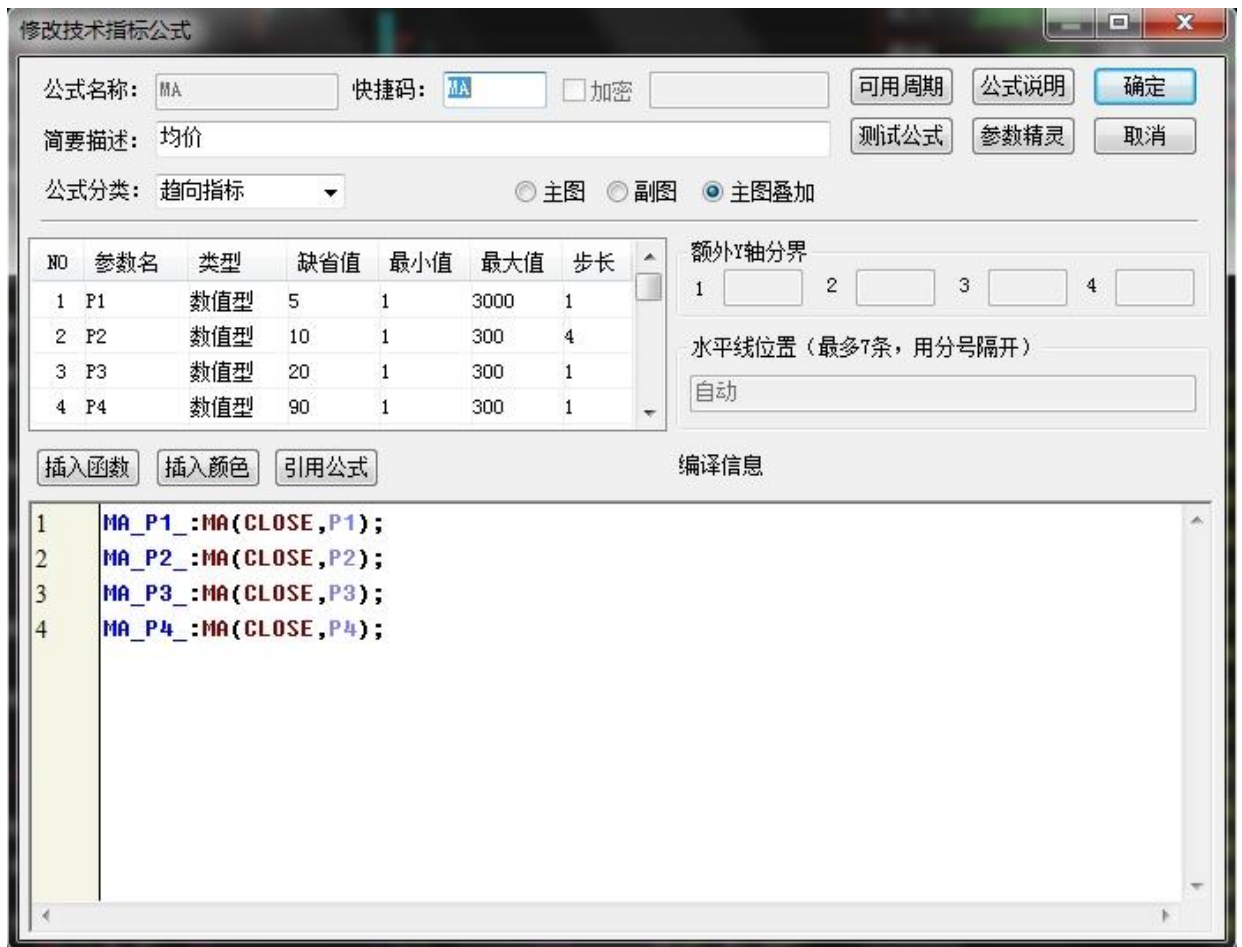 修改技术指标公式
公式名称： MA 快捷码： MA 加密 可用周期 公式说明 确定
简要描述： 均价 测试公式 参数精灵 取消
公式分类： 趋向指标 主图 副图 主图叠加
NO 参数名 类型 缺省值 最小值 最大值 步长
1 P1 数值型 5 1 3000 1
2 P2 数值型 10 1 300 4
3 P3 数值型 20 1 300 1
4 P4 数值型 90 1 300 1
额外Y轴分界
1 2 3 4
水平线位置（最多7条，用分号隔开）
自动
插入函数 插入颜色 引用公式 编译信息
1 MA_P1_:MA(CLOSE,P1);
2 MA_P2_:MA(CLOSE,P2);
3 MA_P3_:MA(CLOSE,P3);
4 MA_P4_:MA(CLOSE,P4);